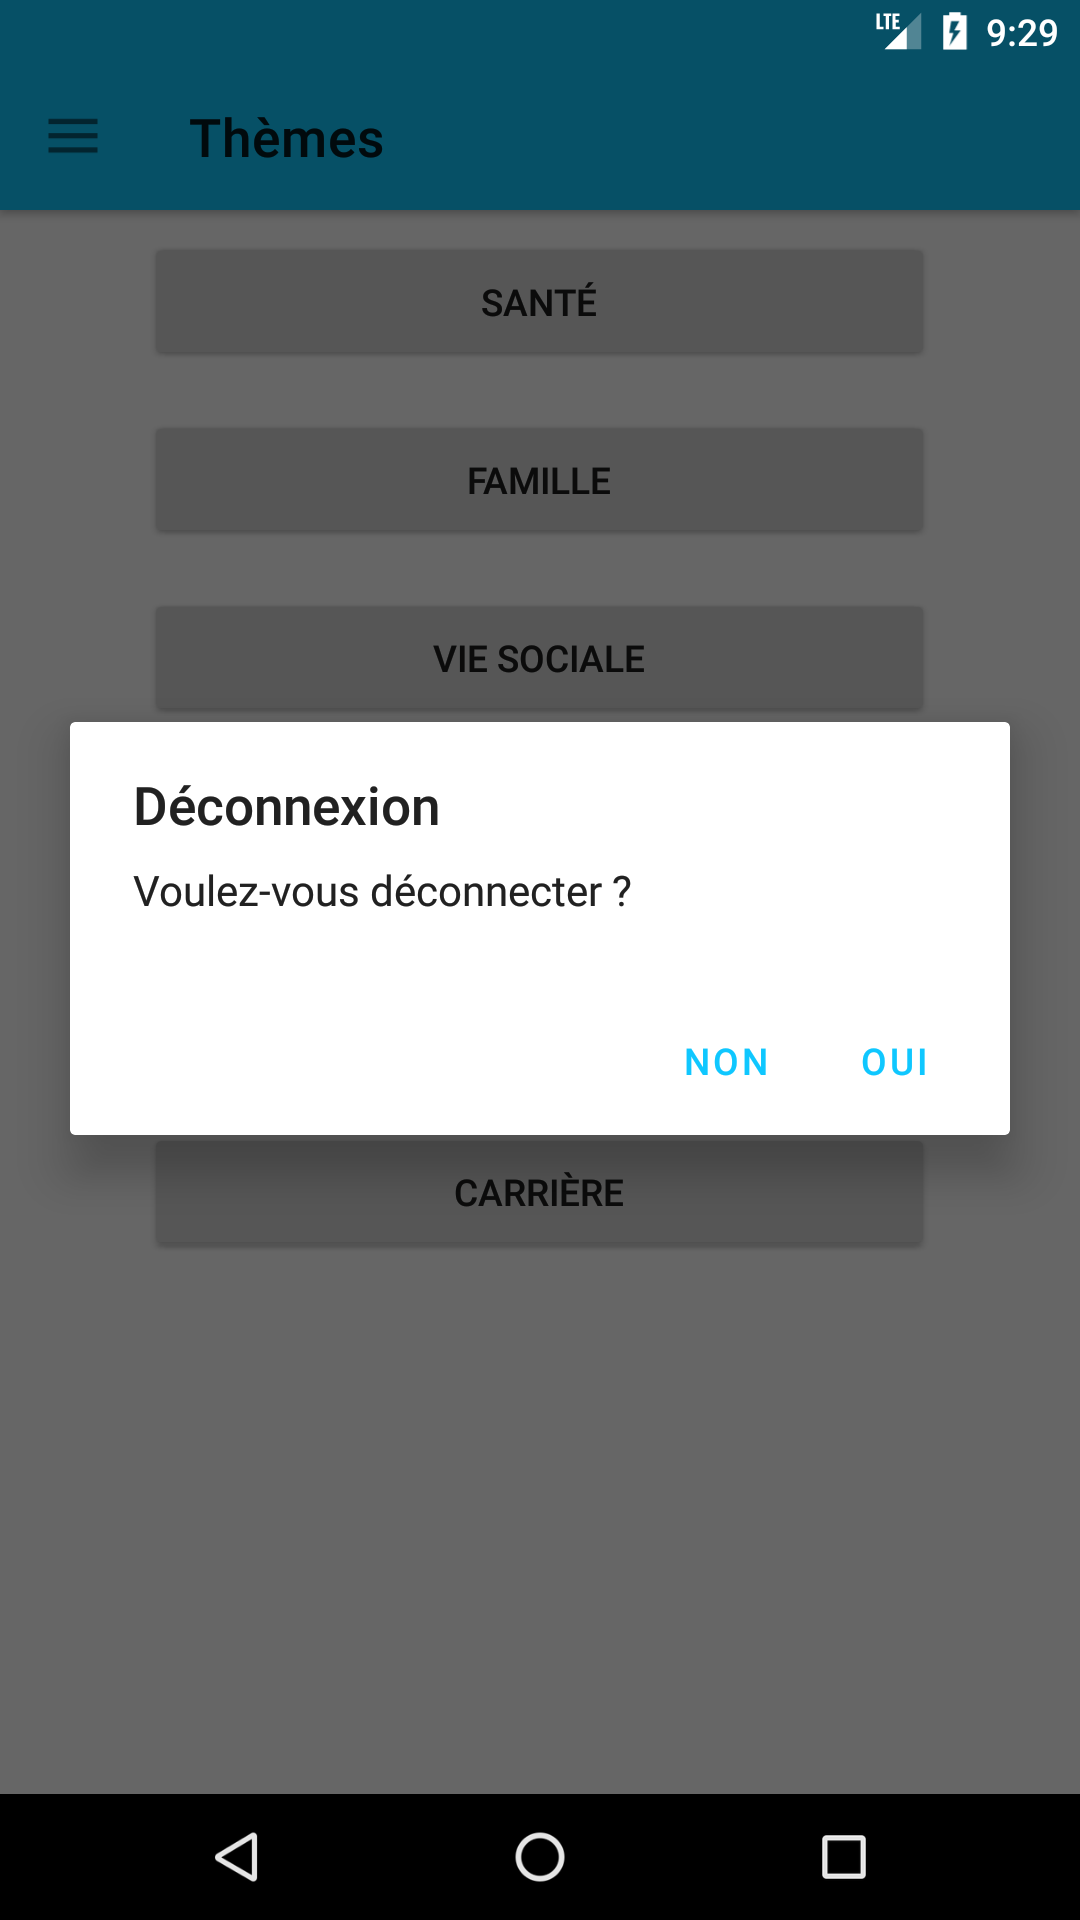 LTE 9:29
Thèmes
SANTÉ
FAMILLE
VIE SOCIALE
Déconnexion
Voulez-vous déconnecter ?
NON OUI
CARRIÈRE